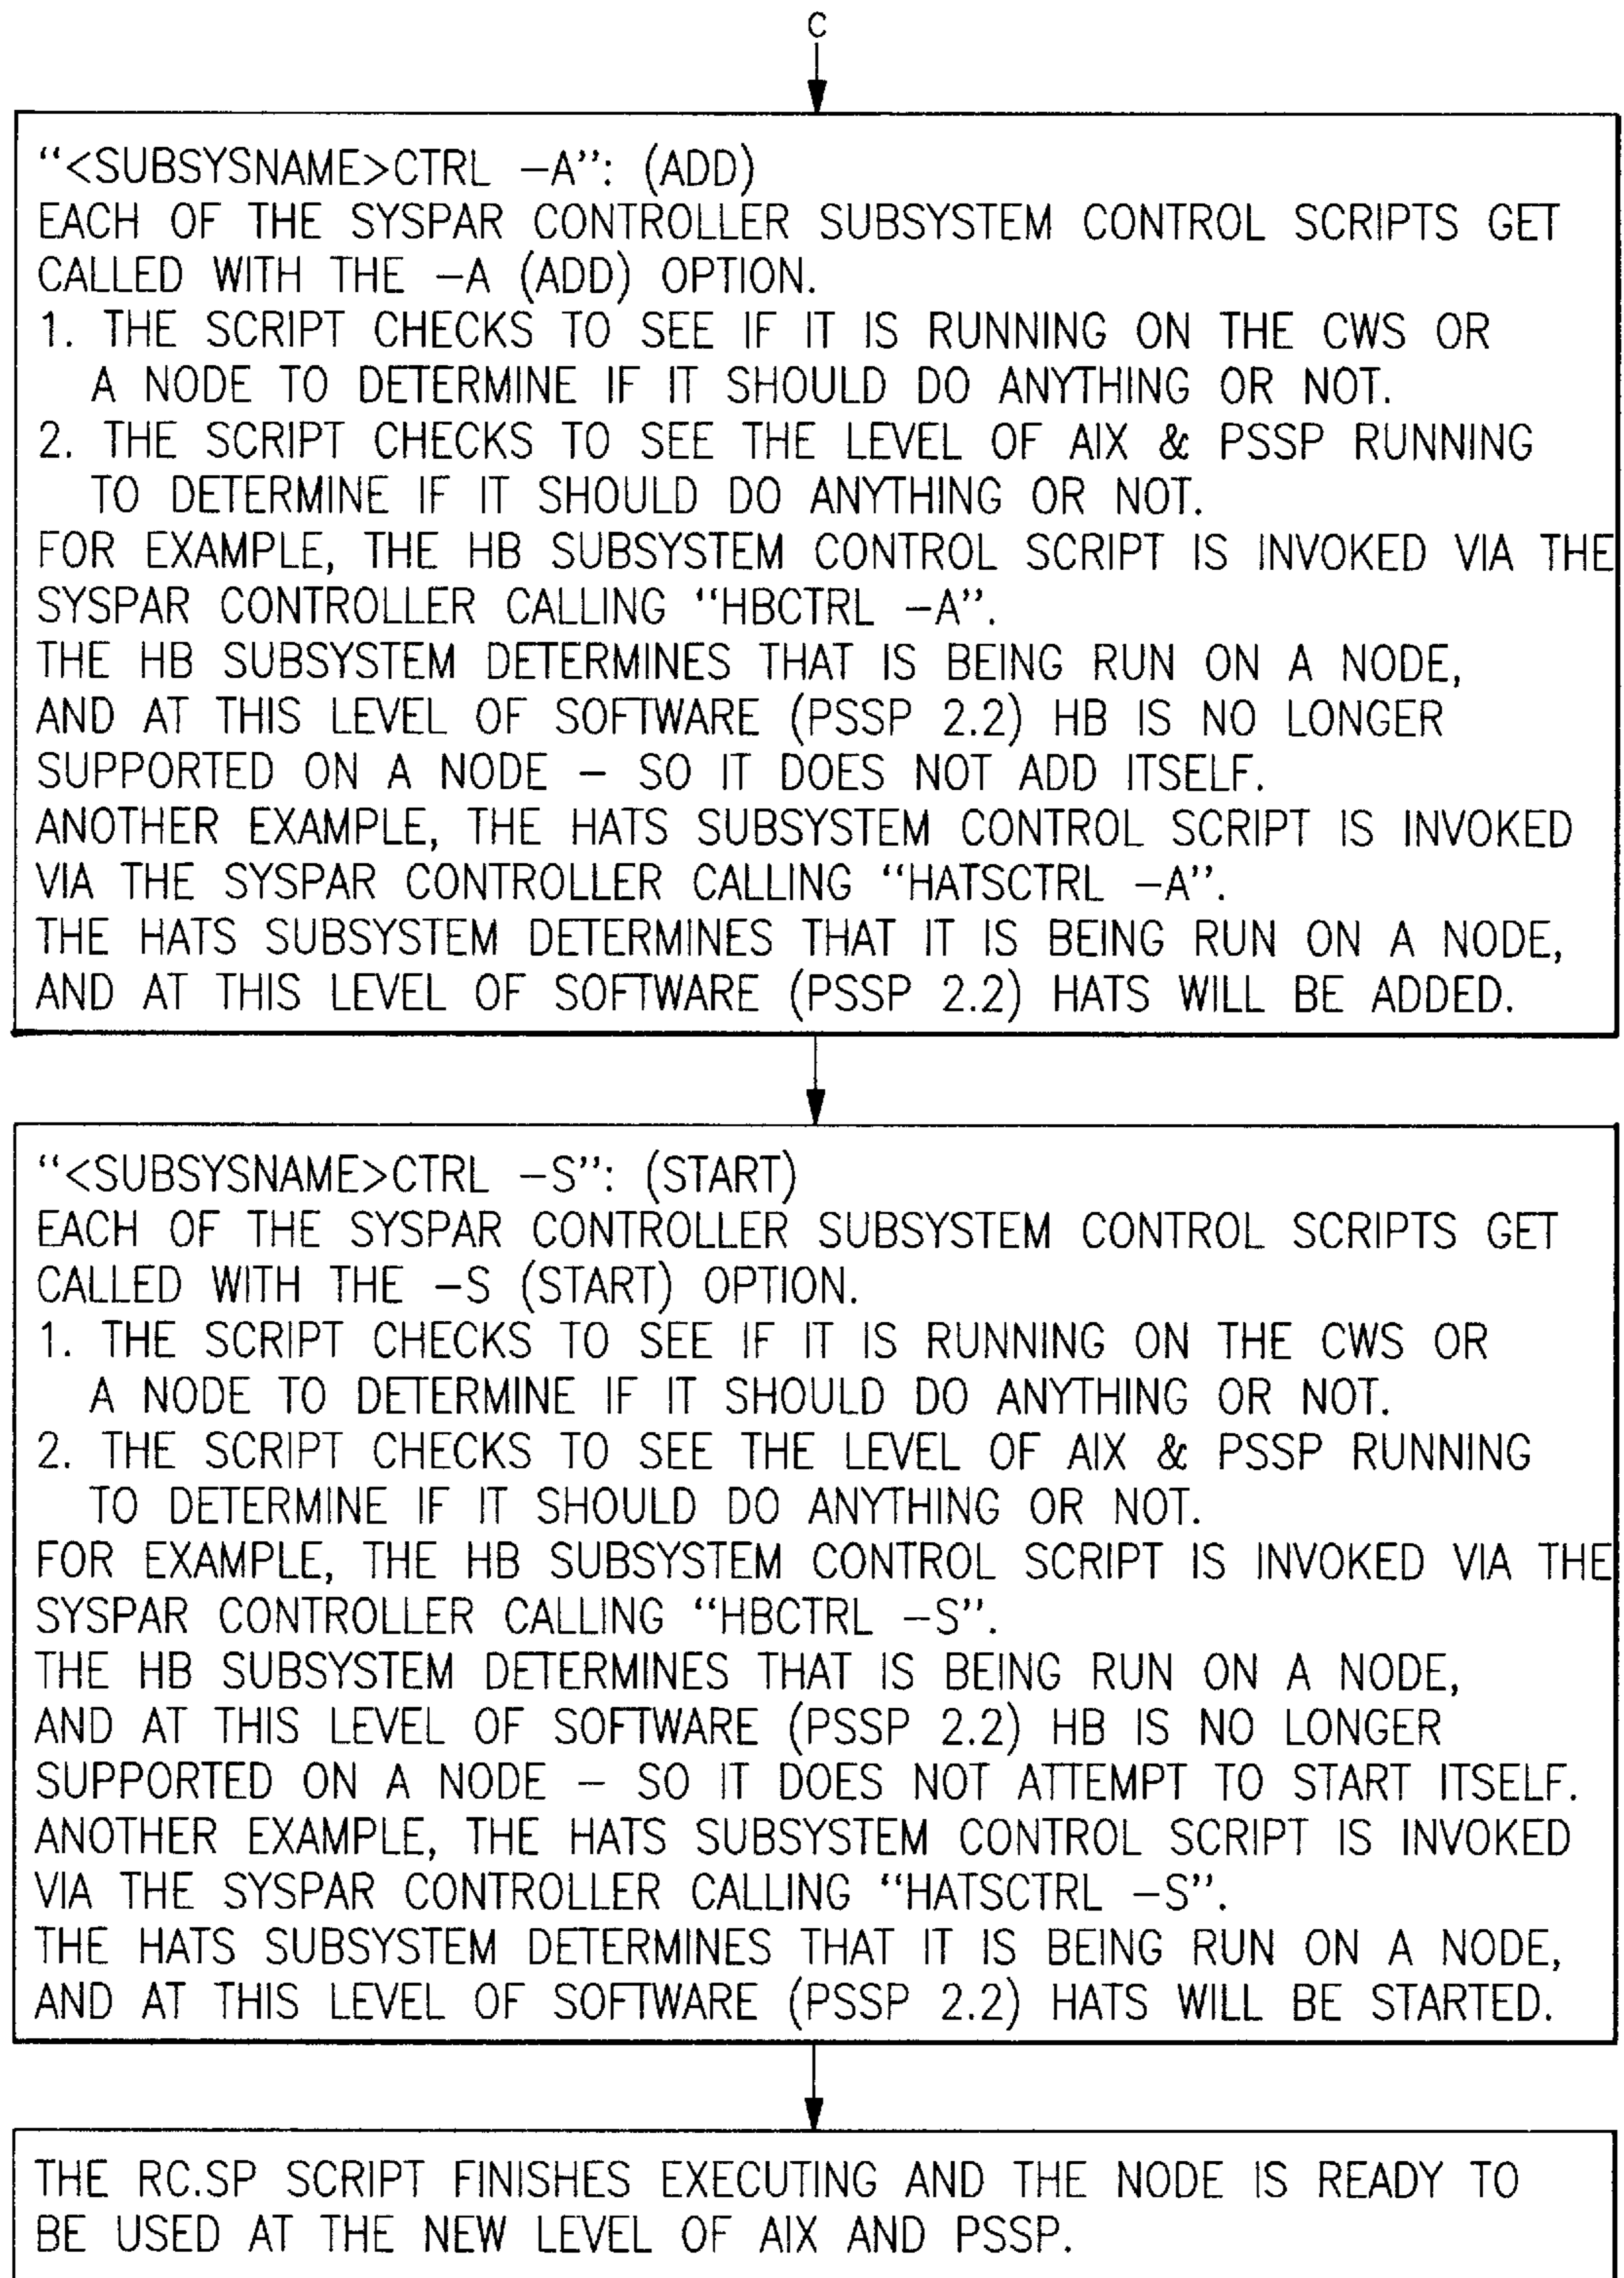 C
“<SUBSYSNAME>CTRL –A”: (ADD)
EACH OF THE SYSPAR CONTROLLER SUBSYSTEM CONTROL SCRIPTS GET
CALLED WITH THE –A (ADD) OPTION.
1. THE SCRIPT CHECKS TO SEE IF IT IS RUNNING ON THE CWS OR
A NODE TO DETERMINE IF IT SHOULD DO ANYTHING OR NOT.
2. THE SCRIPT CHECKS TO SEE THE LEVEL OF AIX & PSSP RUNNING
TO DETERMINE IF IT SHOULD DO ANYTHING OR NOT.
FOR EXAMPLE, THE HB SUBSYSTEM CONTROL SCRIPT IS INVOKED VIA THE
SYSPAR CONTROLLER CALLING “HBCTRL –A”.
THE HB SUBSYSTEM DETERMINES THAT IS BEING RUN ON A NODE,
AND AT THIS LEVEL OF SOFTWARE (PSSP 2.2) HB IS NO LONGER
SUPPORTED ON A NODE – SO IT DOES NOT ADD ITSELF.
ANOTHER EXAMPLE, THE HATS SUBSYSTEM CONTROL SCRIPT IS INVOKED
VIA THE SYSPAR CONTROLLER CALLING “HATSCTRL –A”.
THE HATS SUBSYSTEM DETERMINES THAT IT IS BEING RUN ON A NODE,
AND AT THIS LEVEL OF SOFTWARE (PSSP 2.2) HATS WILL BE ADDED.
“<SUBSYSNAME>CTRL –S”: (START)
EACH OF THE SYSPAR CONTROLLER SUBSYSTEM CONTROL SCRIPTS GET
CALLED WITH THE –S (START) OPTION.
1. THE SCRIPT CHECKS TO SEE IF IT IS RUNNING ON THE CWS OR
A NODE TO DETERMINE IF IT SHOULD DO ANYTHING OR NOT.
2. THE SCRIPT CHECKS TO SEE THE LEVEL OF AIX & PSSP RUNNING
TO DETERMINE IF IT SHOULD DO ANYTHING OR NOT.
FOR EXAMPLE, THE HB SUBSYSTEM CONTROL SCRIPT IS INVOKED VIA THE
SYSPAR CONTROLLER CALLING “HBCTRL –S”.
THE HB SUBSYSTEM DETERMINES THAT IS BEING RUN ON A NODE,
AND AT THIS LEVEL OF SOFTWARE (PSSP 2.2) HB IS NO LONGER
SUPPORTED ON A NODE – SO IT DOES NOT ATTEMPT TO START ITSELF.
ANOTHER EXAMPLE, THE HATS SUBSYSTEM CONTROL SCRIPT IS INVOKED
VIA THE SYSPAR CONTROLLER CALLING “HATSCTRL –S”.
THE HATS SUBSYSTEM DETERMINES THAT IT IS BEING RUN ON A NODE,
AND AT THIS LEVEL OF SOFTWARE (PSSP 2.2) HATS WILL BE STARTED.
THE RC.SP SCRIPT FINISHES EXECUTING AND THE NODE IS READY TO
BE USED AT THE NEW LEVEL OF AIX AND PSSP.